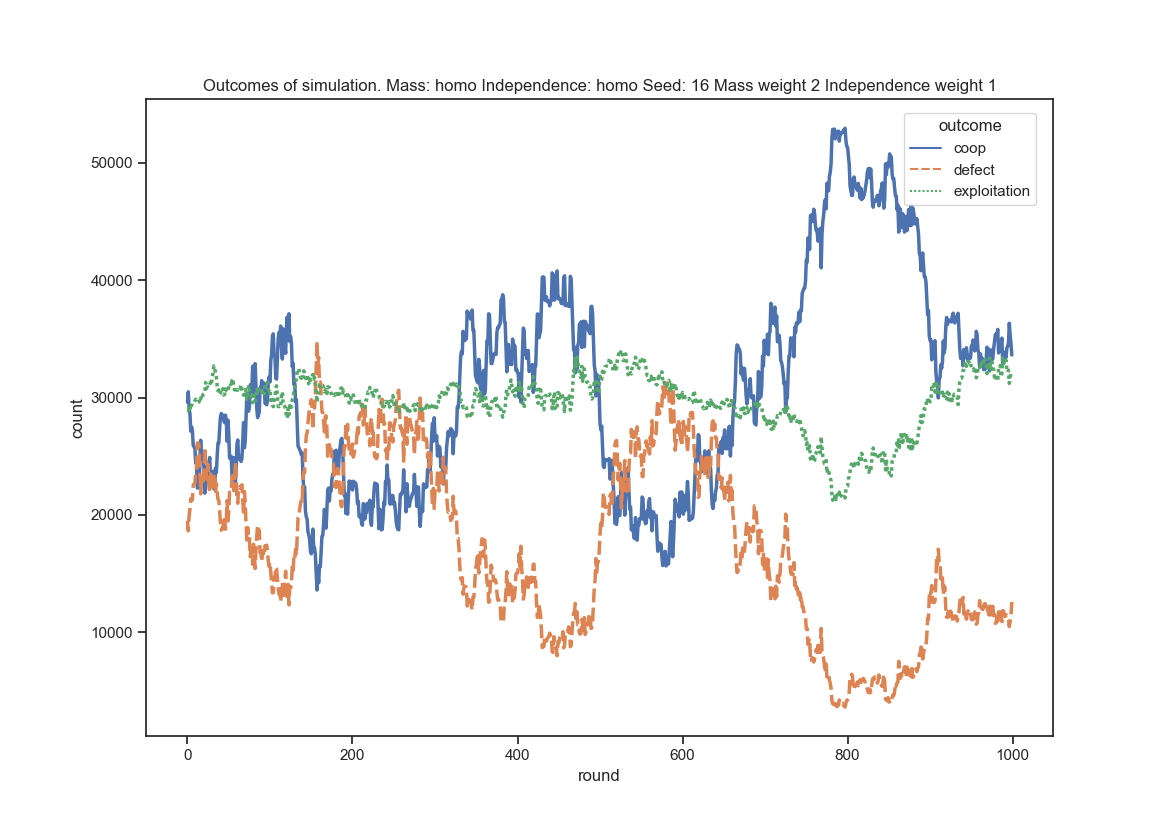 Outcomes of simulation. Mass: homo Independence: homo Seed: 16 Mass weight 2 Independence weight 1
outcome
coop
defect
exploitation
50000
40000
30000
20000
10000
count
0
200
400
600
800
1000
round